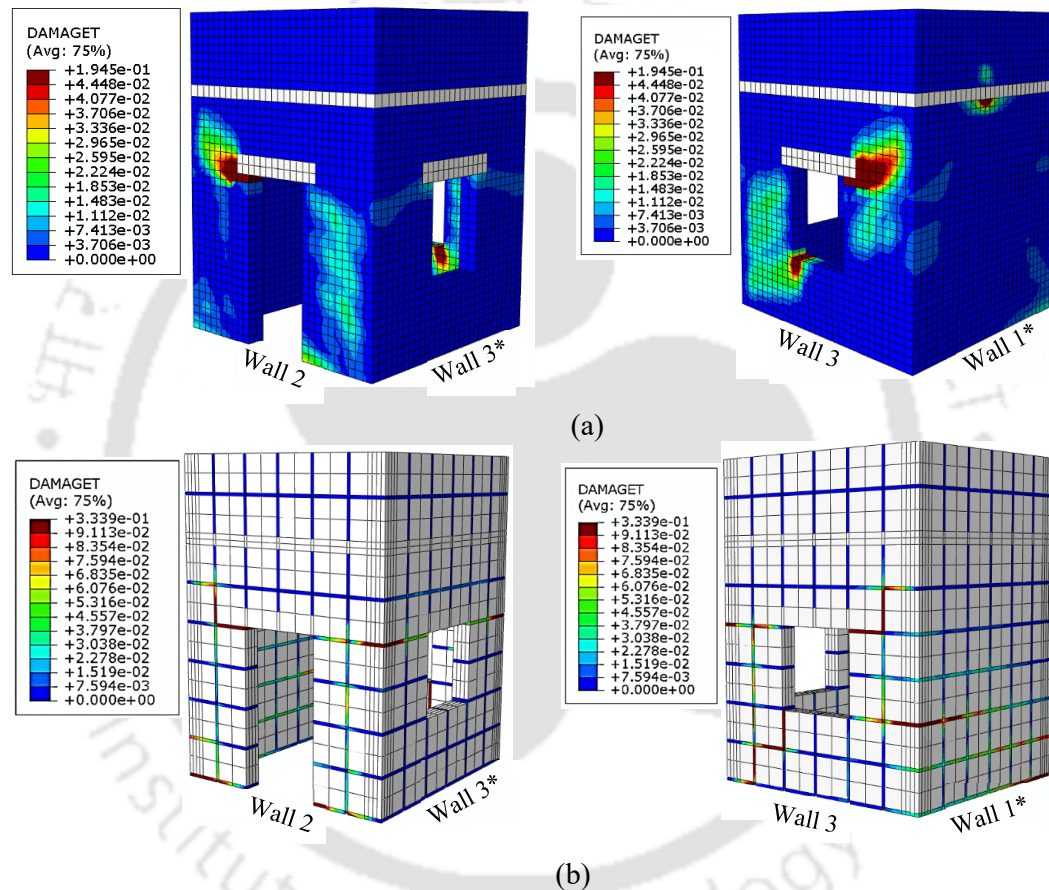 DAMAGET
(Avg: 75%)
+1.945e-01
+4.448e-02
+4.077e-02
+3.706e-02
+3.336e-02
+2.965e-02
+2.595e-02
+2.224e-02
+1.853e-02
+1.483e-02
+1.112e-02
+7.413e-03
+3.706e-03
+0.000e+00
Wall 2
Wall 3*
DAMAGET
(Avg: 75%)
+1.945e-01
+4.448e-02
+4.077e-02
+3.706e-02
+3.336e-02
+2.965e-02
+2.595e-02
+2.224e-02
+1.853e-02
+1.483e-02
+1.112e-02
+7.413e-03
+3.706e-03
+0.000e+00
Wall 3
Wall 1*
(a)
DAMAGET
(Avg: 75%)
+3.339e-01
+9.113e-02
+8.354e-02
+7.594e-02
+6.835e-02
+6.076e-02
+5.316e-02
+4.557e-02
+3.797e-02
+3.038e-02
+2.278e-02
+1.519e-02
+7.594e-03
+0.000e+00
Wall 2
Wall 3*
DAMAGET
(Avg: 75%)
+3.339e-01
+9.113e-02
+8.354e-02
+7.594e-02
+6.835e-02
+6.076e-02
+5.316e-02
+4.557e-02
+3.797e-02
+3.038e-02
+2.278e-02
+1.519e-02
+7.594e-03
+0.000e+00
Wall 3
Wall 1*
(b)